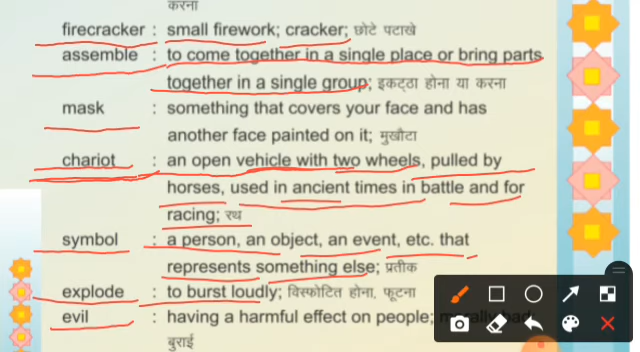 करना
firecracker : small firework; cracker; छोटे पटाखे
assemble : to come together in a single place or bring parts
together in a single group; इकट्ठा होना या करना
mask : something that covers your face and has
another face painted on it; मुखौटा
chariot : an open vehicle with two wheels, pulled by
horses, used in ancient times in battle and for
racing; रथ
symbol : a person, an object, an event, etc. that
represents something else; प्रतीक
explode : to burst loudly; विस्फोटित होना, फूटना
evil : having a harmful effect on people; morally bad;
बुराई